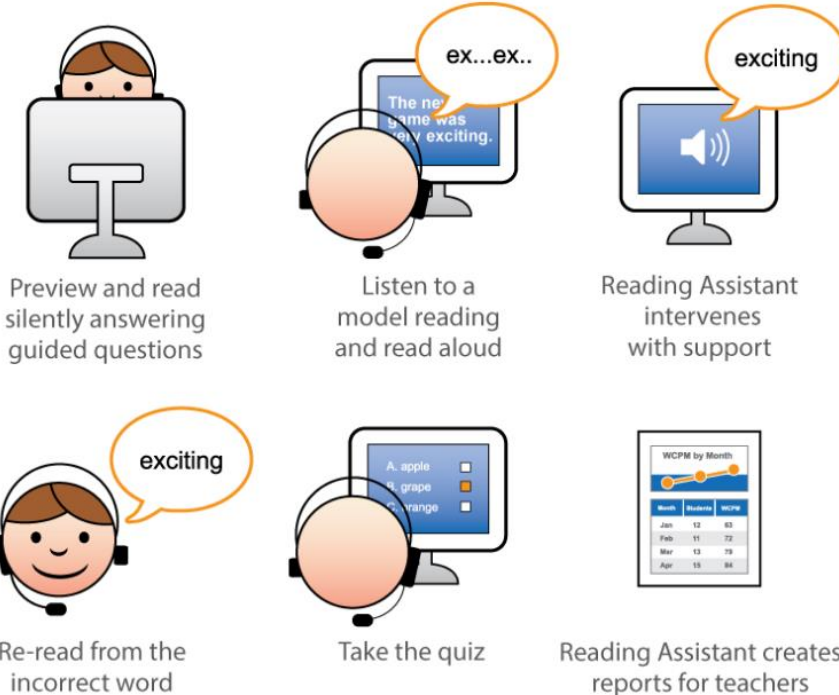 ex...ex..
exciting
The new
game was
very exciting.
Preview and read
silently answering
guided questions
Listen to a
model reading
and read aloud
Reading Assistant
intervenes
with support
exciting
A. apple
B. grape
C. orange
WCPM by Month
Month Students WCPM
Jan 12 63
Feb 11 72
Mar 13 79
Apr 15 84
Re-read from the
incorrect word
Take the quiz
Reading Assistant creates
reports for teachers